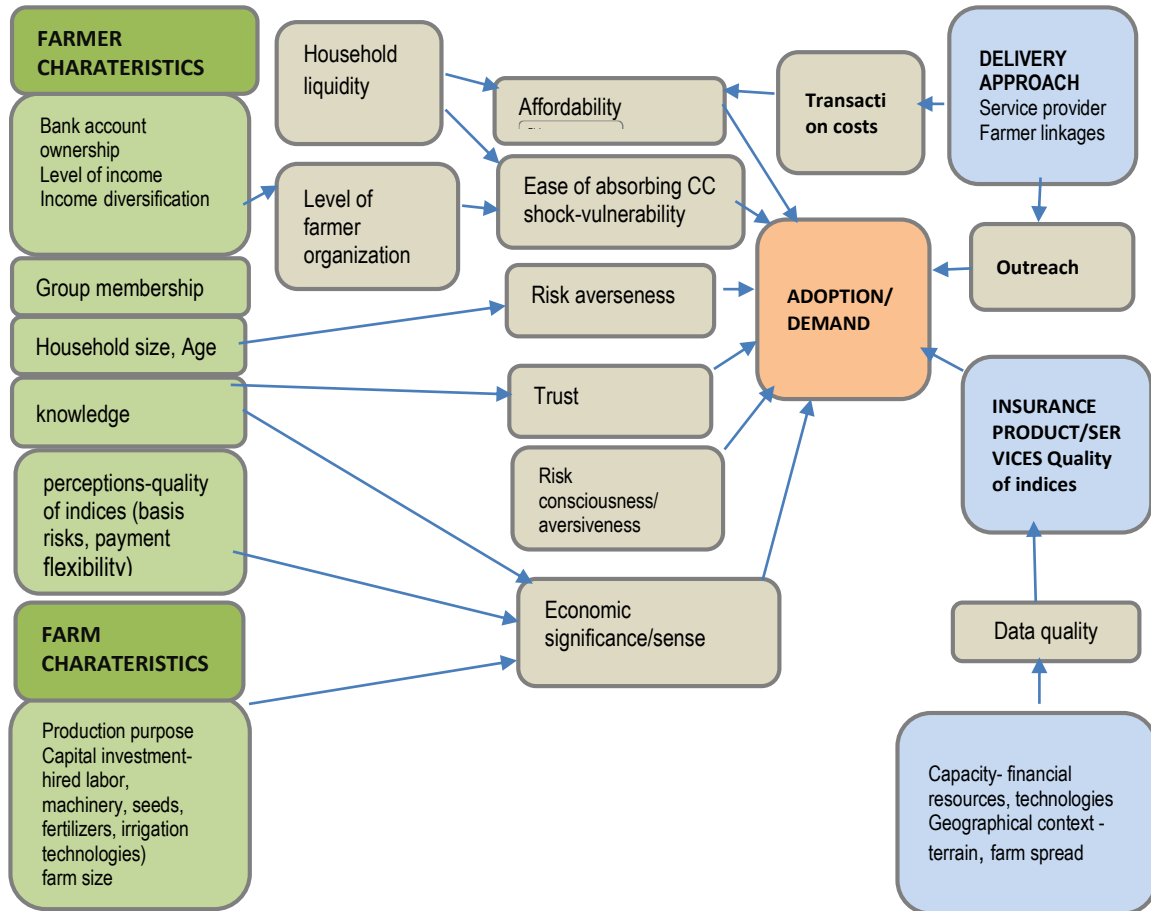 FARMER
CHARATERISTICS
Bank account
ownership
Level of income
Income diversification
Group membership
Household size, Age
knowledge
perceptions-quality
of indices (basis
risks, payment
flexibility)
FARM
CHARATERISTICS
Production purpose
Capital investment-
hired labor,
machinery, seeds,
fertilizers, irrigation
technologies)
farm size
Household
liquidity
Level of
farmer
organization
Affordability
Ease of absorbing CC
shock-vulnerability
Risk averseness
Trust
Risk
consciousness/
aversiveness
Economic
significance/sense
ADOPTION/
DEMAND
Transacti
on costs
DELIVERY
APPROACH
Service provider
Farmer linkages
Outreach
INSURANCE
PRODUCT/SER
VICES Quality
of indices
Data quality
Capacity- financial
resources, technologies
Geographical context -
terrain, farm spread